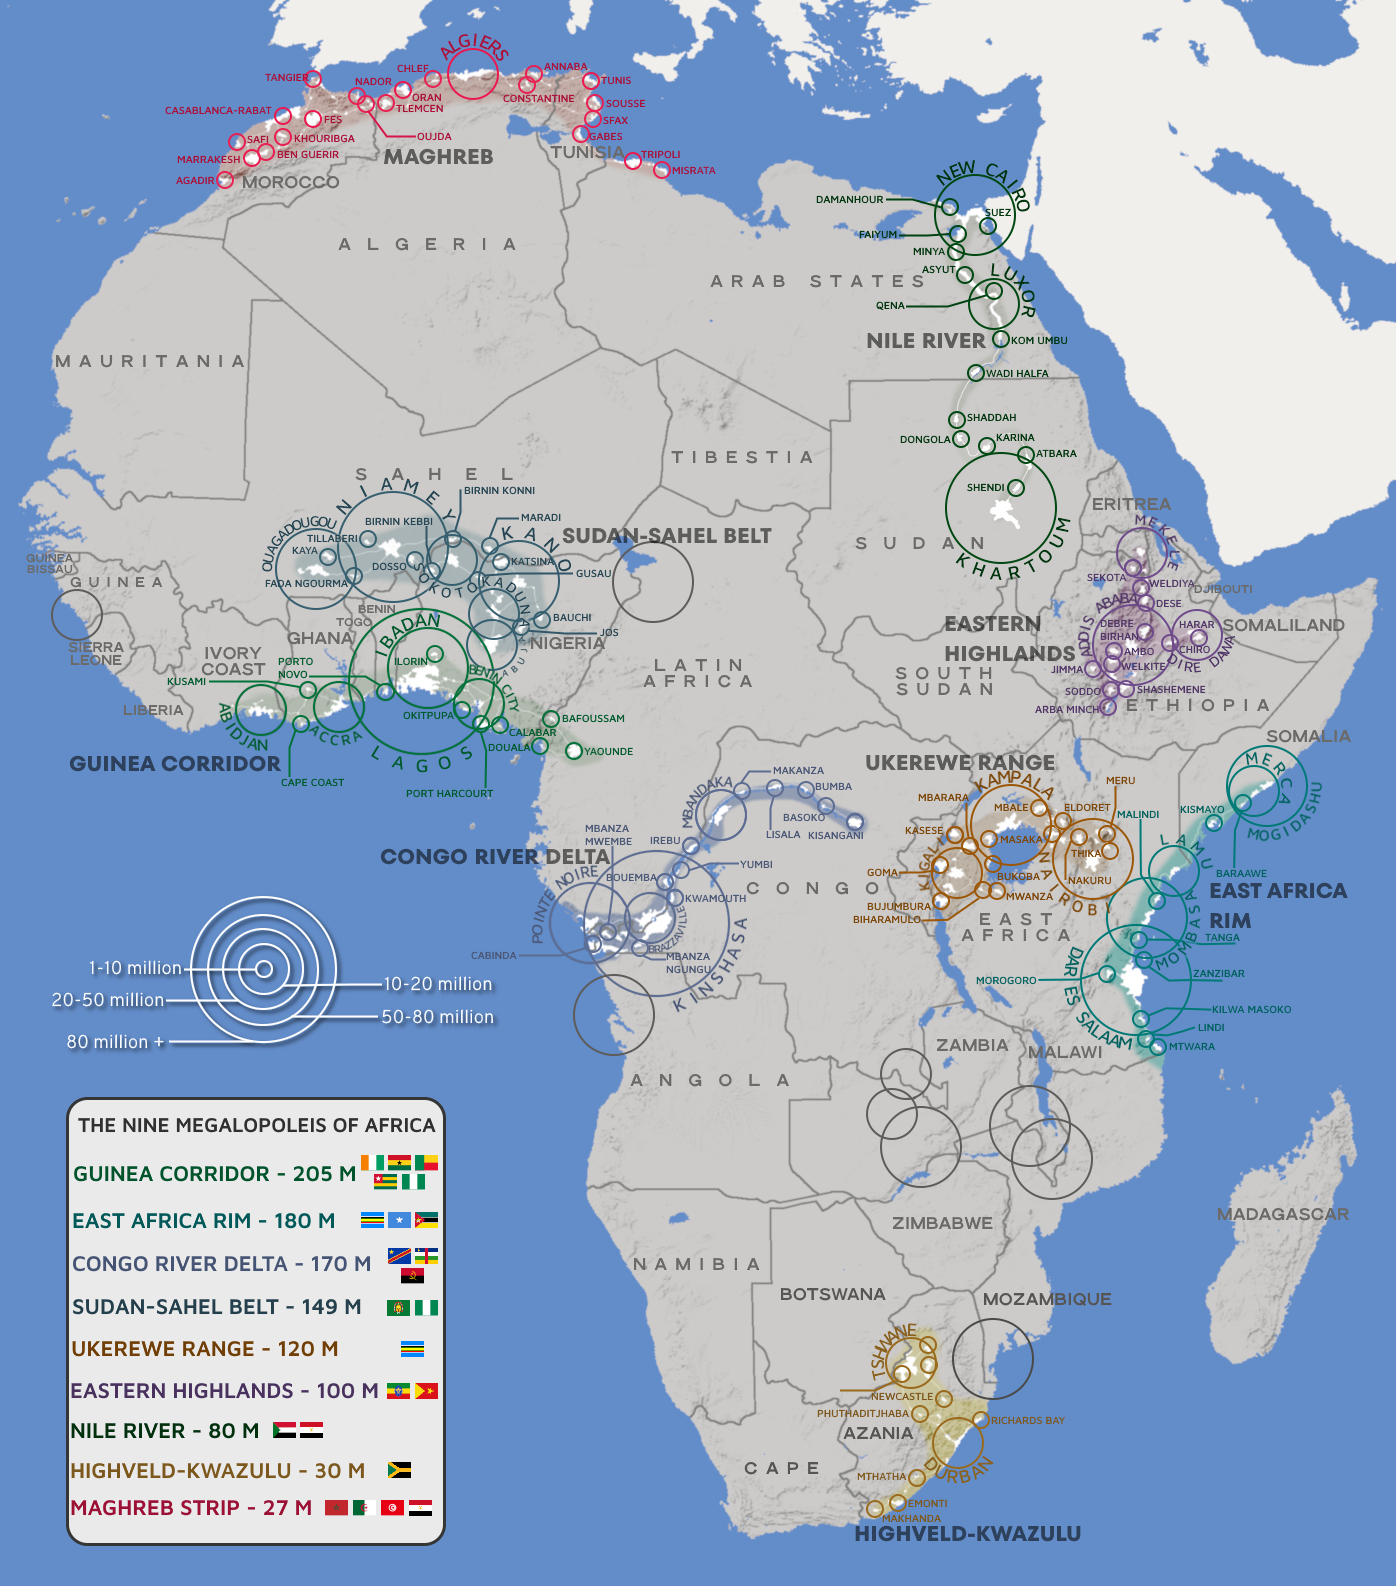 ALGIERS
TANGIER
NADOR
CHLEF
ORAN
TLEMCEN
ANNABA
CONSTANTINE
TUNIS
SOUSSE
SFAX
GABES
CASABLANCA-RABAT
FES
SAFI
KHOURIBGA
MARRAKESH
BEN GUERIR
OUJDA
AGADIR
MOROCCO
MAGHREB
TUNISIA
TRIPOLI
MISRATA
NEW CAIRO
DAMANHOUR
SUEZ
FAIYUM
MINYA
ASYUT
LUXOR
QENA
ALGERIA
ARAB STATES
NILE RIVER
KOM UMBU
WADI HALFA
MAURITANIA
SHADDAH
DONGOLA
KARINA
ATBARA
SHENDI
KHARTOUM
TIBESTIA
SAHEL
NIAMEY
BIRNIN KONNI
OUAGADOUGOU
BIRNIN KEBBI
TILLABERI
KAYA
DOSSO
FADA NGOURMA
MARADI
KANO
KATSINA
GUSAU
SOKOTO
KADUNA
BAUCHI
JOS
ABUJA
SUDAN-SAHEL BELT
SUDAN
ERITREA
MEKELE
SEKOTA
WELDIYA
DJIBOUTI
DESE
ADDIS ABABA
DEBRE
BIRHAN
HARAR
SOMALILAND
AMBO
CHIRO
DIRE DAWA
WELKITE
JIMMA
SODDO
SHASHEMENE
ARBA MINCH
ETHIOPIA
EASTERN
HIGHLANDS
SOUTH
SUDAN
GUINEA
BISSAU
GUINEA
SIERRA
LEONE
LIBERIA
IVORY
COAST
GHANA
TOGO
BENIN
NIGERIA
IBADAN
ILORIN
BENIN CITY
PORTO
NOVO
KUSAMI
OKITPUPA
ABIDJAN
ACCRA
LAGOS
CAPE COAST
PORT HARCOURT
CALABAR
DOUALA
BAFOUSSAM
YAOUNDE
GUINEA CORRIDOR
LATIN
AFRICA
SOMALIA
MERCA
MOGIDASHU
KISMAYO
BARAAWE
LAMU
MALINDI
MOMBASA
TANGA
ZANZIBAR
MOROGORO
DAR ES SALAAM
KILWA MASOKO
LINDI
MTWARA
EAST AFRICA
RIM
UKEREWE RANGE
KAMPALA
MERU
MBARARA
MBALE
ELDORET
KASESE
MASAKA
THIKA
KIGALI
GOMA
BUKOBA
NAKURU
NAIROBI
BUJUMBURA
MWANZA
BIHARAMULO
EAST
AFRICA
MBANDAKA
MAKANZA
BUMBA
BASOKO
LISALA
KISANGANI
MBANZA
MWEMBE
IREBU
CONGO RIVER DELTA
YUMBI
BOUEMBA
KWAMOUTH
POINTE NOIRE
BRAZZAVILLE
CABINDA
MBANZA
NGUNGU
KINSHASA
CONGO
1-10 million
10-20 million
20-50 million
50-80 million
80 million +
ANGOLA
ZAMBIA
MALAWI
ZIMBABWE
MADAGASCAR
NAMIBIA
BOTSWANA
MOZAMBIQUE
TSHWANE
NEWCASTLE
PHUTHADITJHABA
RICHARDS BAY
AZANIA
CAPE
DURBAN
MTHATHA
EMONTI
MAKHANDA
HIGHVELD-KWAZULU
THE NINE MEGALOPOLEIS OF AFRICA
GUINEA CORRIDOR - 205 M
EAST AFRICA RIM - 180 M
CONGO RIVER DELTA - 170 M
SUDAN-SAHEL BELT - 149 M
UKEREWE RANGE - 120 M
EASTERN HIGHLANDS - 100 M
NILE RIVER - 80 M
HIGHVELD-KWAZULU - 30 M
MAGHREB STRIP - 27 M